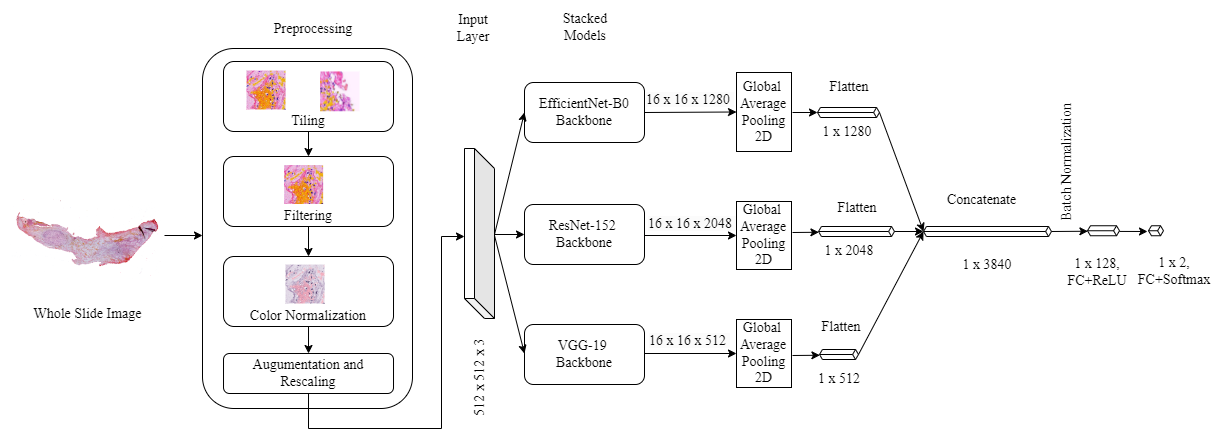 Preprocessing
Input
Layer
Stacked
Models
Tiling
Filtering
Color Normalization
Augumentation and
Rescaling
Whole Slide Image
512 x 512 x 3
EfficientNet-B0
Backbone
16 x 16 x 1280
Global
Average
Pooling
2D
Flatten
1 x 1280
ResNet-152
Backbone
16 x 16 x 2048
Global
Average
Pooling
2D
Flatten
1 x 2048
VGG-19
Backbone
16 x 16 x 512
Global
Average
Pooling
2D
Flatten
1 x 512
Concatenate
1 x 3840
Batch Normalization
1 x 128,
FC+ReLU
1 x 2,
FC+Softmax